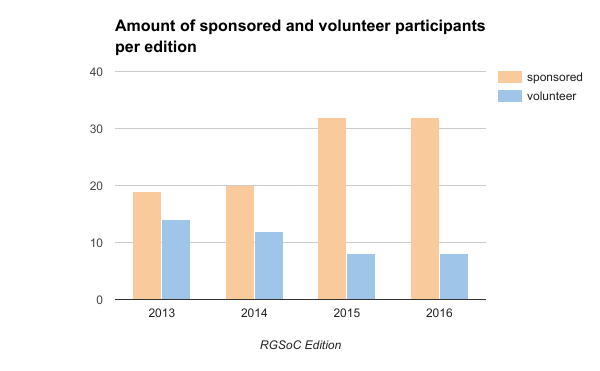 Amount of sponsored and volunteer participants
per edition
40
30
20
10
0
sponsored
volunteer
2013 2014 2015 2016
RGSoC Edition